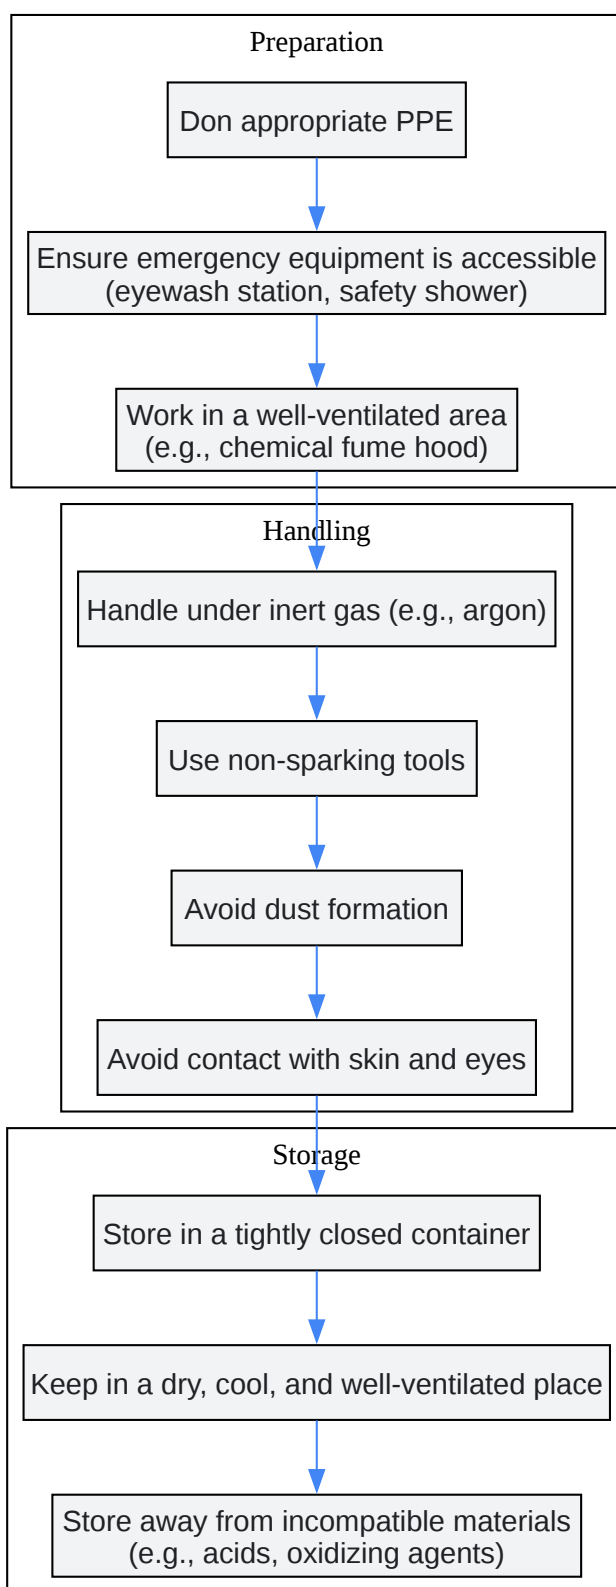 Preparation
Don appropriate PPE
Ensure emergency equipment is accessible
(eyewash station, safety shower)
Work in a well-ventilated area
(e.g., chemical fume hood)
Handling
Handle under inert gas (e.g., argon)
Use non-sparking tools
Avoid dust formation
Avoid contact with skin and eyes
Storage
Store in a tightly closed container
Keep in a dry, cool, and well-ventilated place
Store away from incompatible materials
(e.g., acids, oxidizing agents)